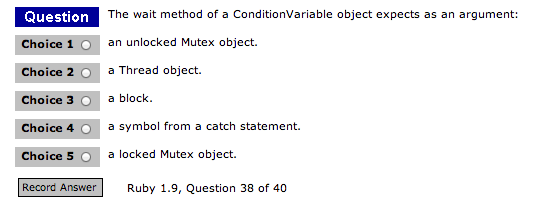 Question The wait method of a ConditionVariable object expects as an argument:
Choice 1 an unlocked Mutex object.
Choice 2 a Thread object.
Choice 3 a block.
Choice 4 a symbol from a catch statement.
Choice 5 a locked Mutex object.
Record Answer Ruby 1.9, Question 38 of 40